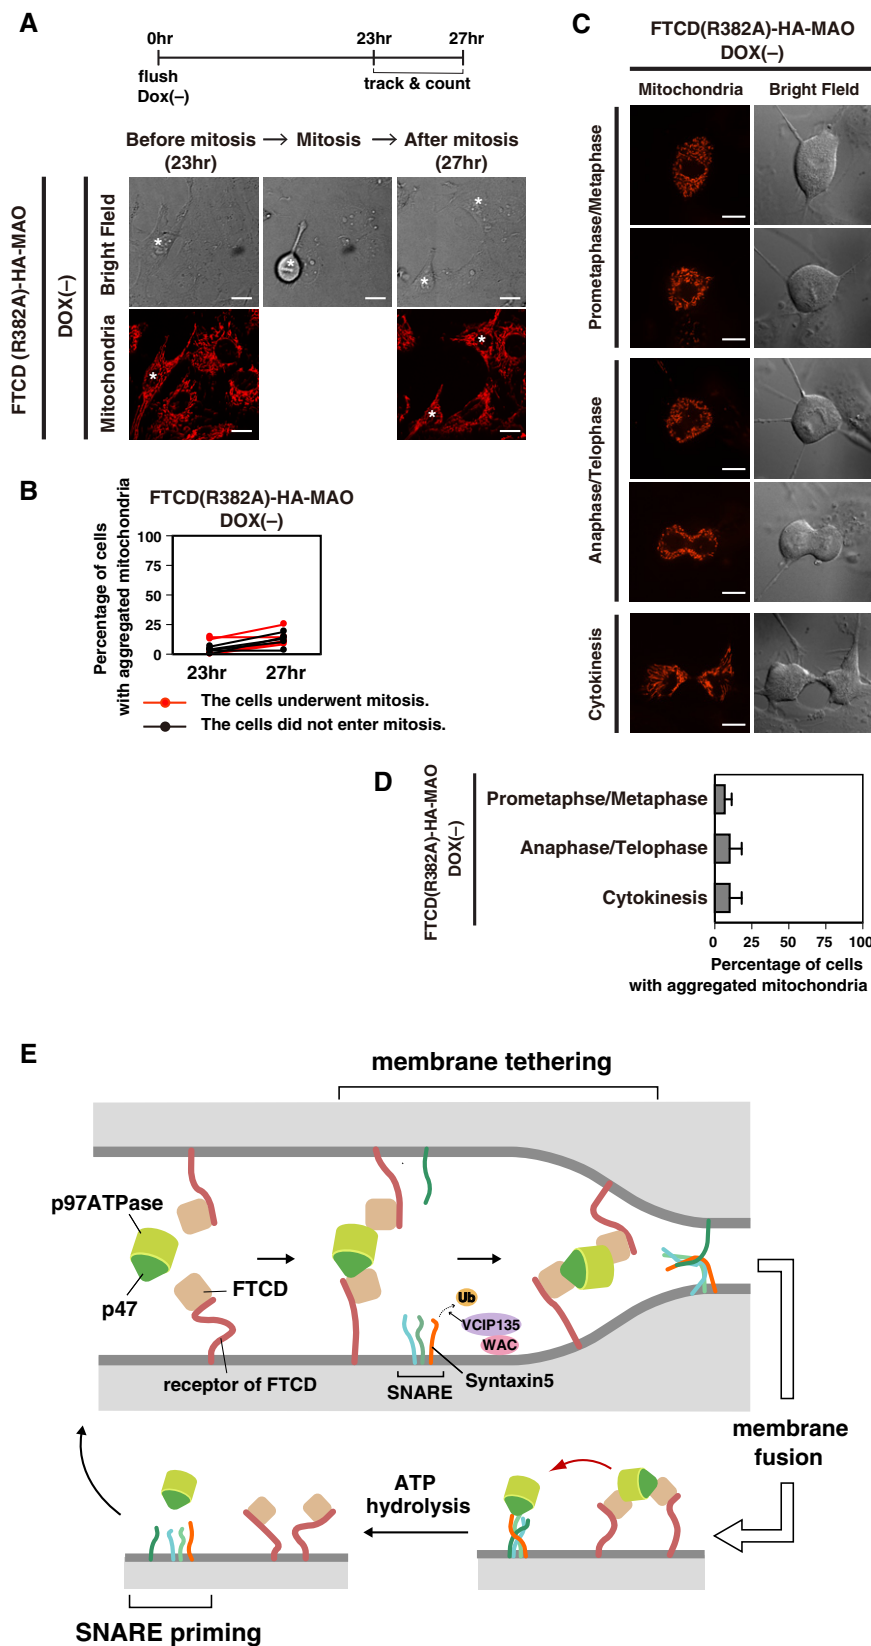 A
0hr
23hr
27hr
flush
Dox(–)
track & count
Before mitosis → Mitosis → After mitosis
(23hr)
(27hr)
FTCD (R382A)-HA-MAO
DOX(–)
Bright Field
Mitochondria
*
*
*
*
*
*
*
B
FTCD(R382A)-HA-MAO
DOX(–)
Percentage of cells
with aggregated mitochondria
100
75
50
25
0
23hr
27hr
The cells underwent mitosis.
The cells did not enter mitosis.
C
FTCD(R382A)-HA-MAO
DOX(–)
Mitochondria
Bright Field
Prometaphase/Metaphase
Anaphase/Telophase
Cytokinesis
D
FTCD(R382A)-HA-MAO
DOX(–)
Prometaphse/Metaphase
Anaphase/Telophase
Cytokinesis
0 25 50 75 100
Percentage of cells
with aggregated mitochondria
E
membrane tethering
p97ATPase
p47
FTCD
receptor of FTCD
Ub
VCIP135
WAC
Syntaxin5
SNARE
membrane
fusion
ATP
hydrolysis
SNARE priming